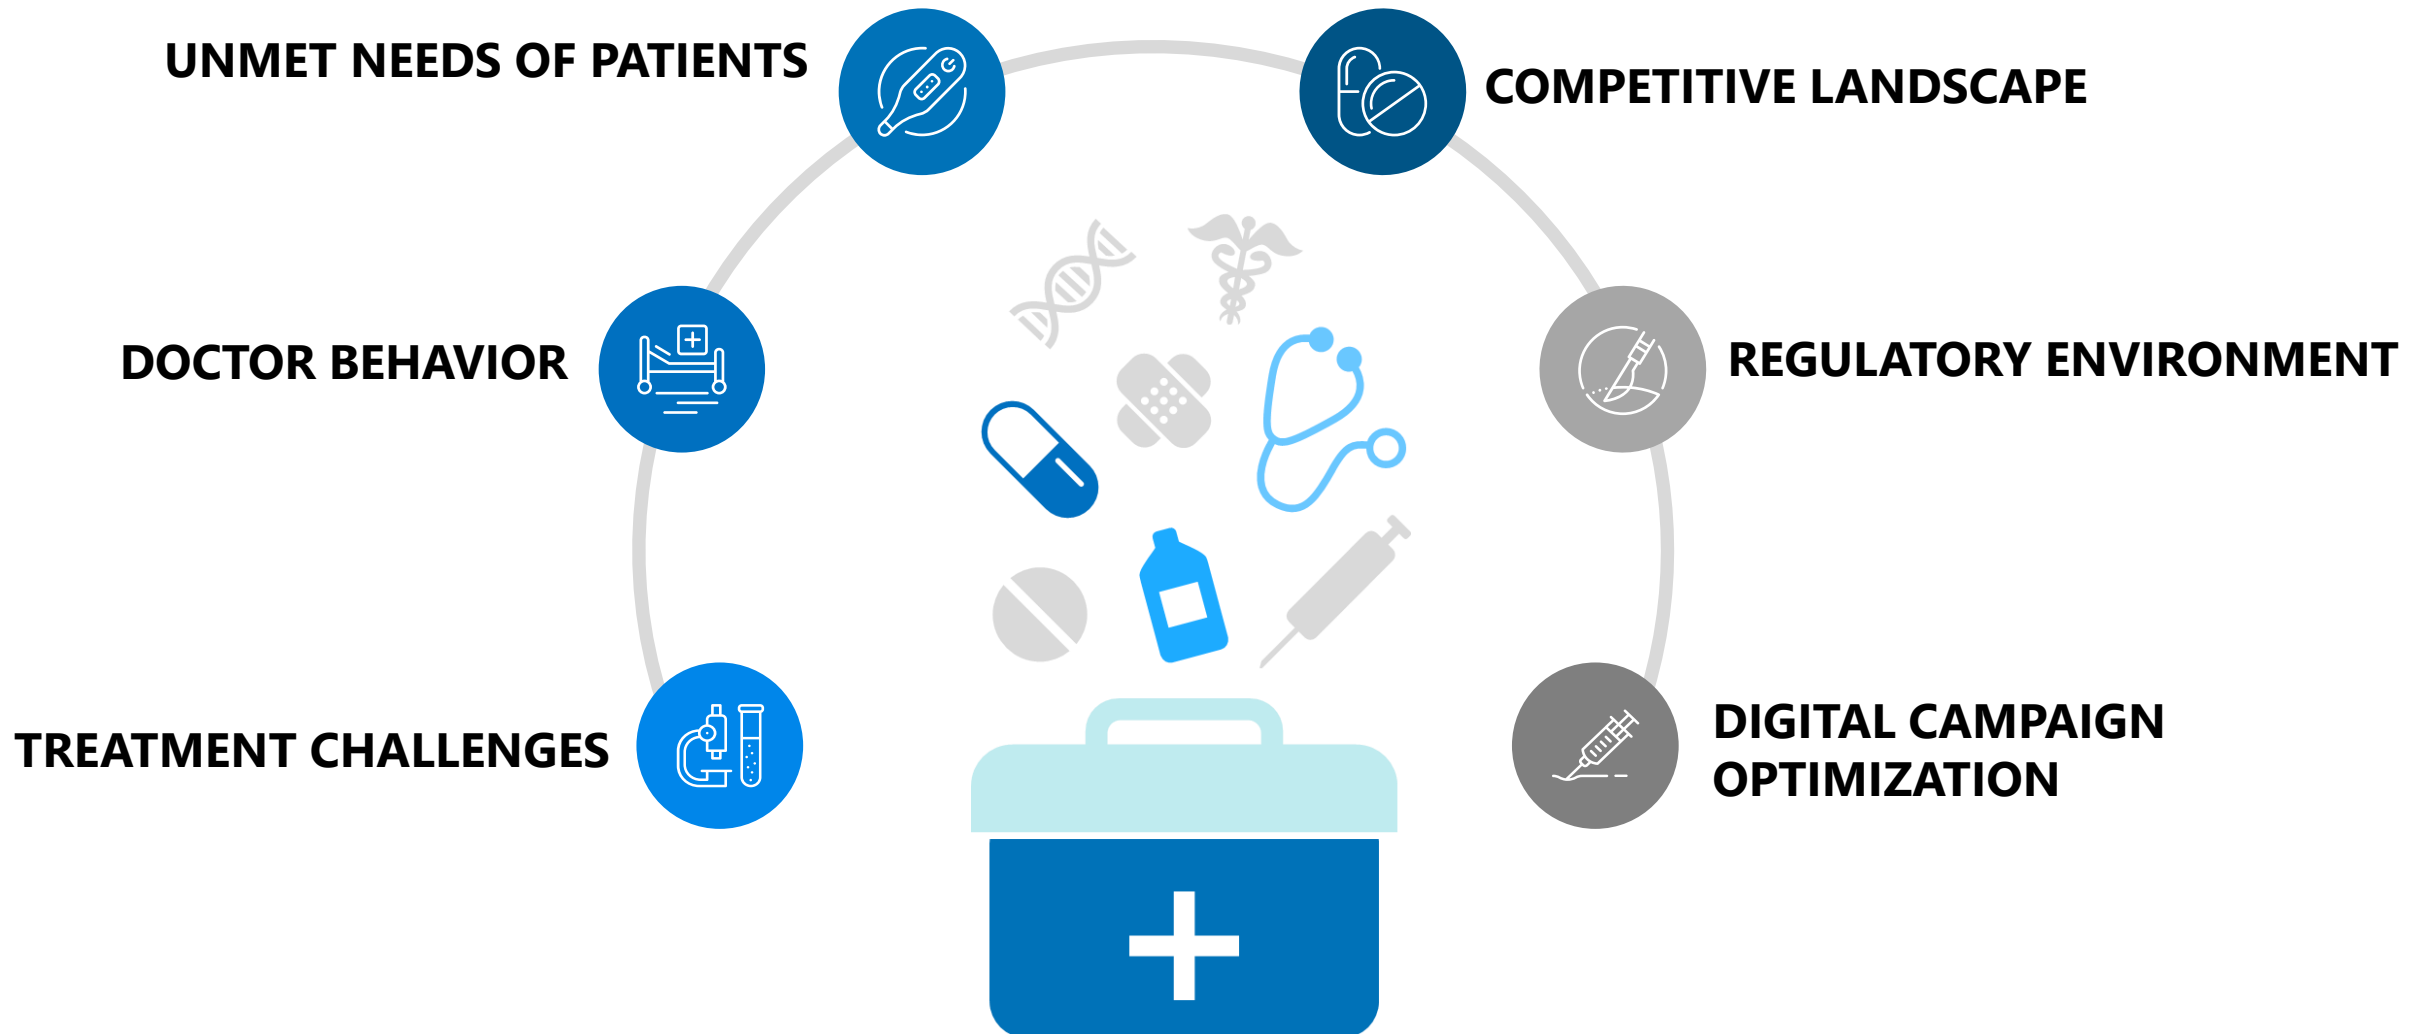 UNMET NEEDS OF PATIENTS
COMPETITIVE LANDSCAPE
DOCTOR BEHAVIOR
REGULATORY ENVIRONMENT
TREATMENT CHALLENGES
DIGITAL CAMPAIGN
OPTIMIZATION